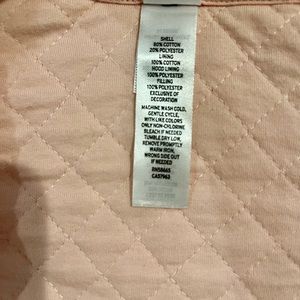 SHELL
80% COTTON
20% POLYESTER
LINING
100% COTTON
HOOD LINING
100% POLYESTER
FILLING
100% POLYESTER
EXCLUSIVE OF
DECORATION
MACHINE WASH COLD,
GENTLE CYCLE,
WITH LIKE COLORS
ONLY NON-CHLORINE
BLEACH IF NEEDED
TUMBLE DRY LOW,
REMOVE PROMPTLY
WARM IRON,
WRONG SIDE OUT
IF NEEDED
RN58665
CA57963